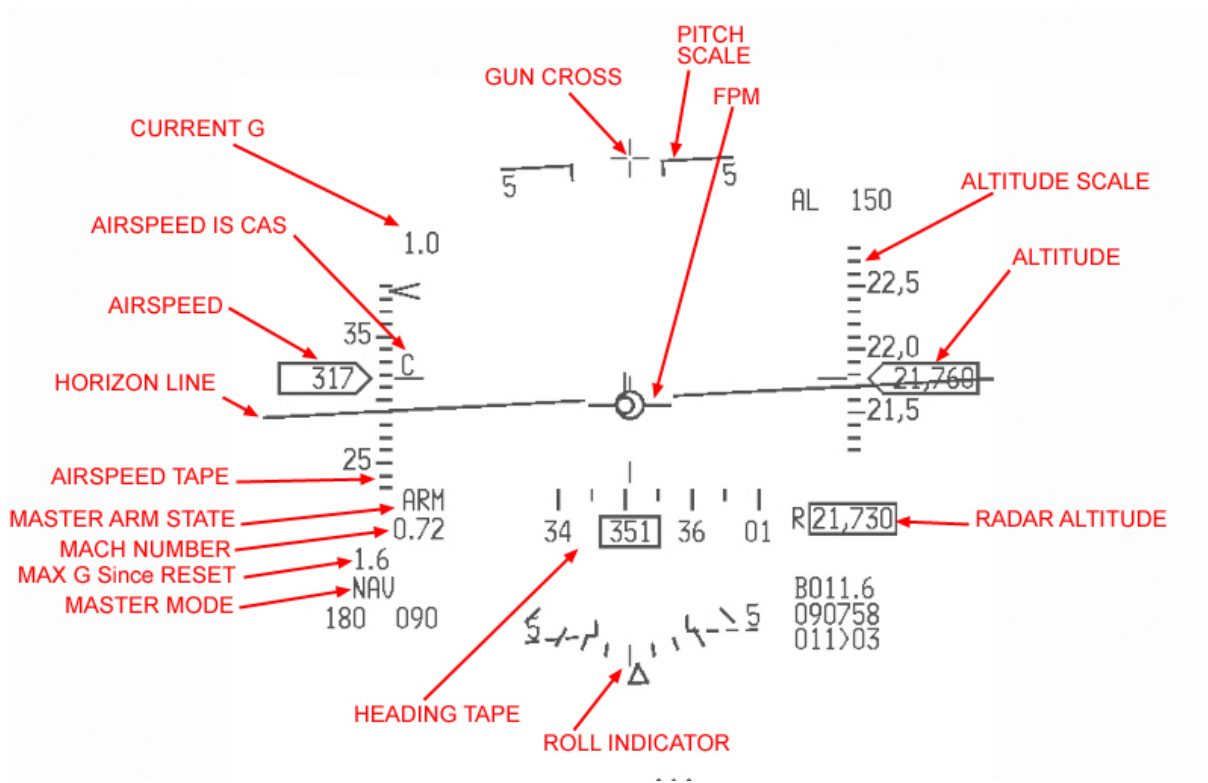 PITCH
SCALE
GUN CROSS
FPM
CURRENT G
5
5
ALTITUDE SCALE
AL 150
AIRSPEED IS CAS
1.0
ALTITUDE
22,5
AIRSPEED
35
22,0
C
317
21,760
HORIZON LINE
21,5
25
AIRSPEED TAPE
ARM
MASTER ARM STATE
34 351 36 01
R 21,730
RADAR ALTITUDE
0.72
MACH NUMBER
1.6
MAX G Since RESET
NAV
MASTER MODE
180 090
B011.6
090758
011>03
5
5
HEADING TAPE
ROLL INDICATOR